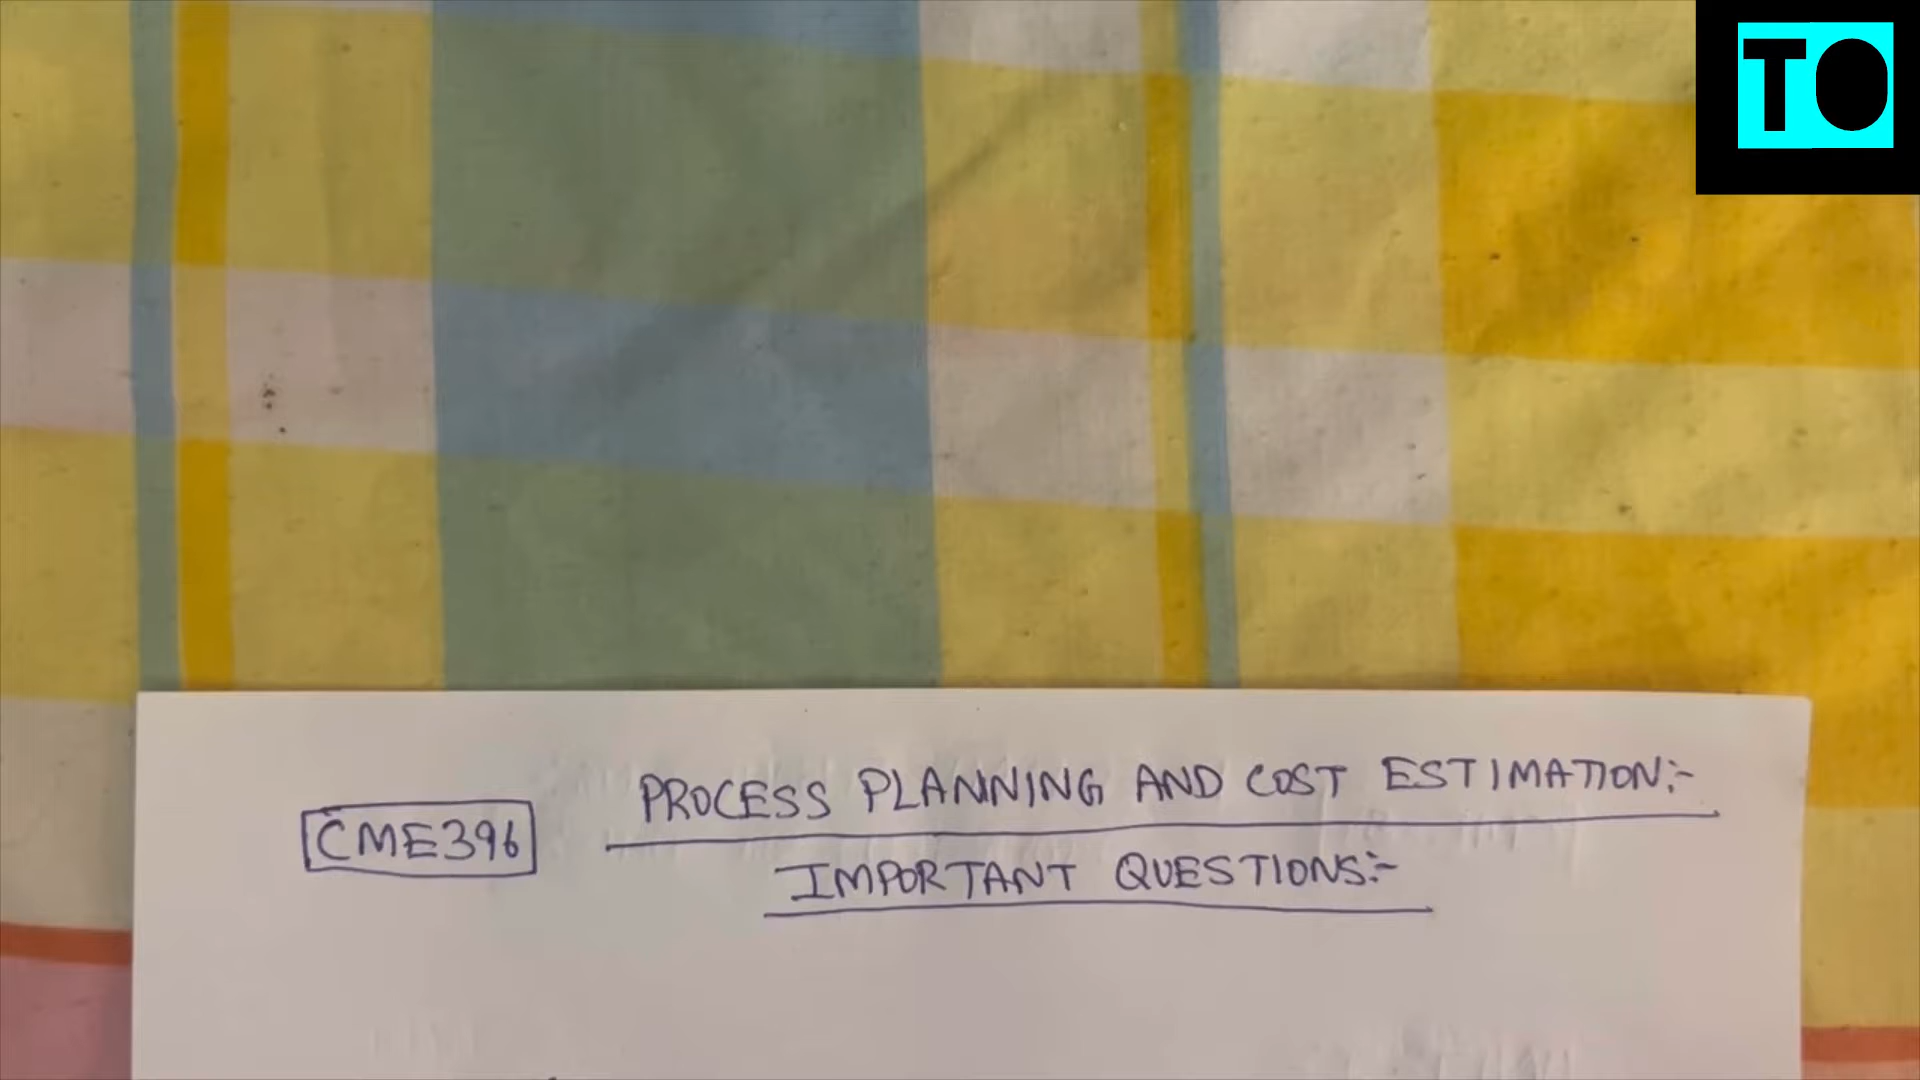 TO
PROCESS PLANNING AND COST ESTIMATION:-
CME396
IMPORTANT QUESTIONS:-